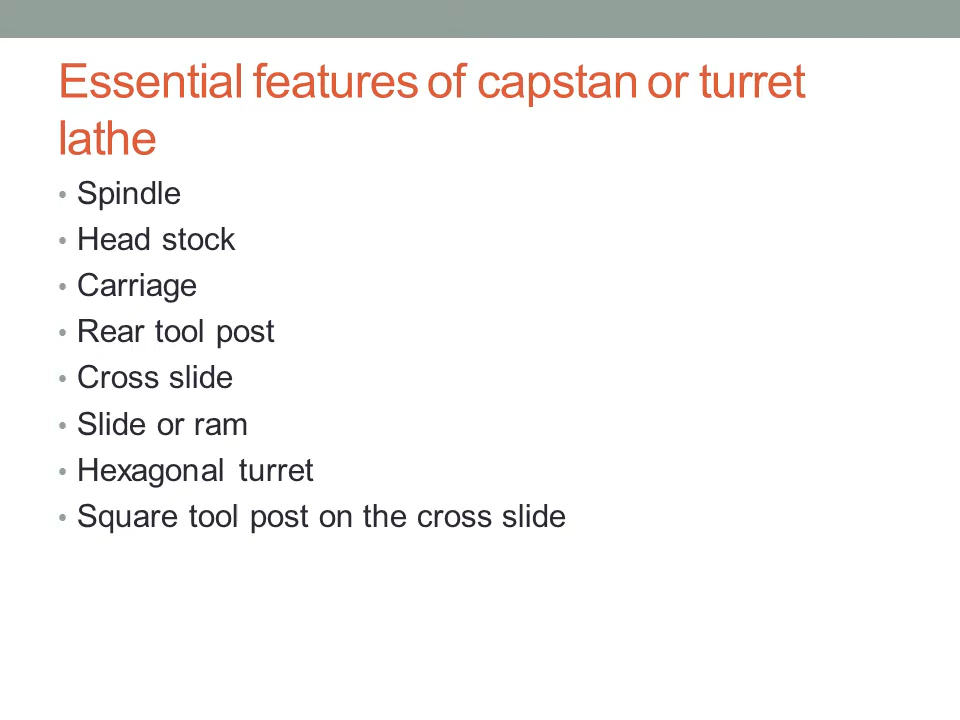 Essential features of capstan or turret
lathe
• Spindle
• Head stock
• Carriage
• Rear tool post
• Cross slide
• Slide or ram
• Hexagonal turret
• Square tool post on the cross slide